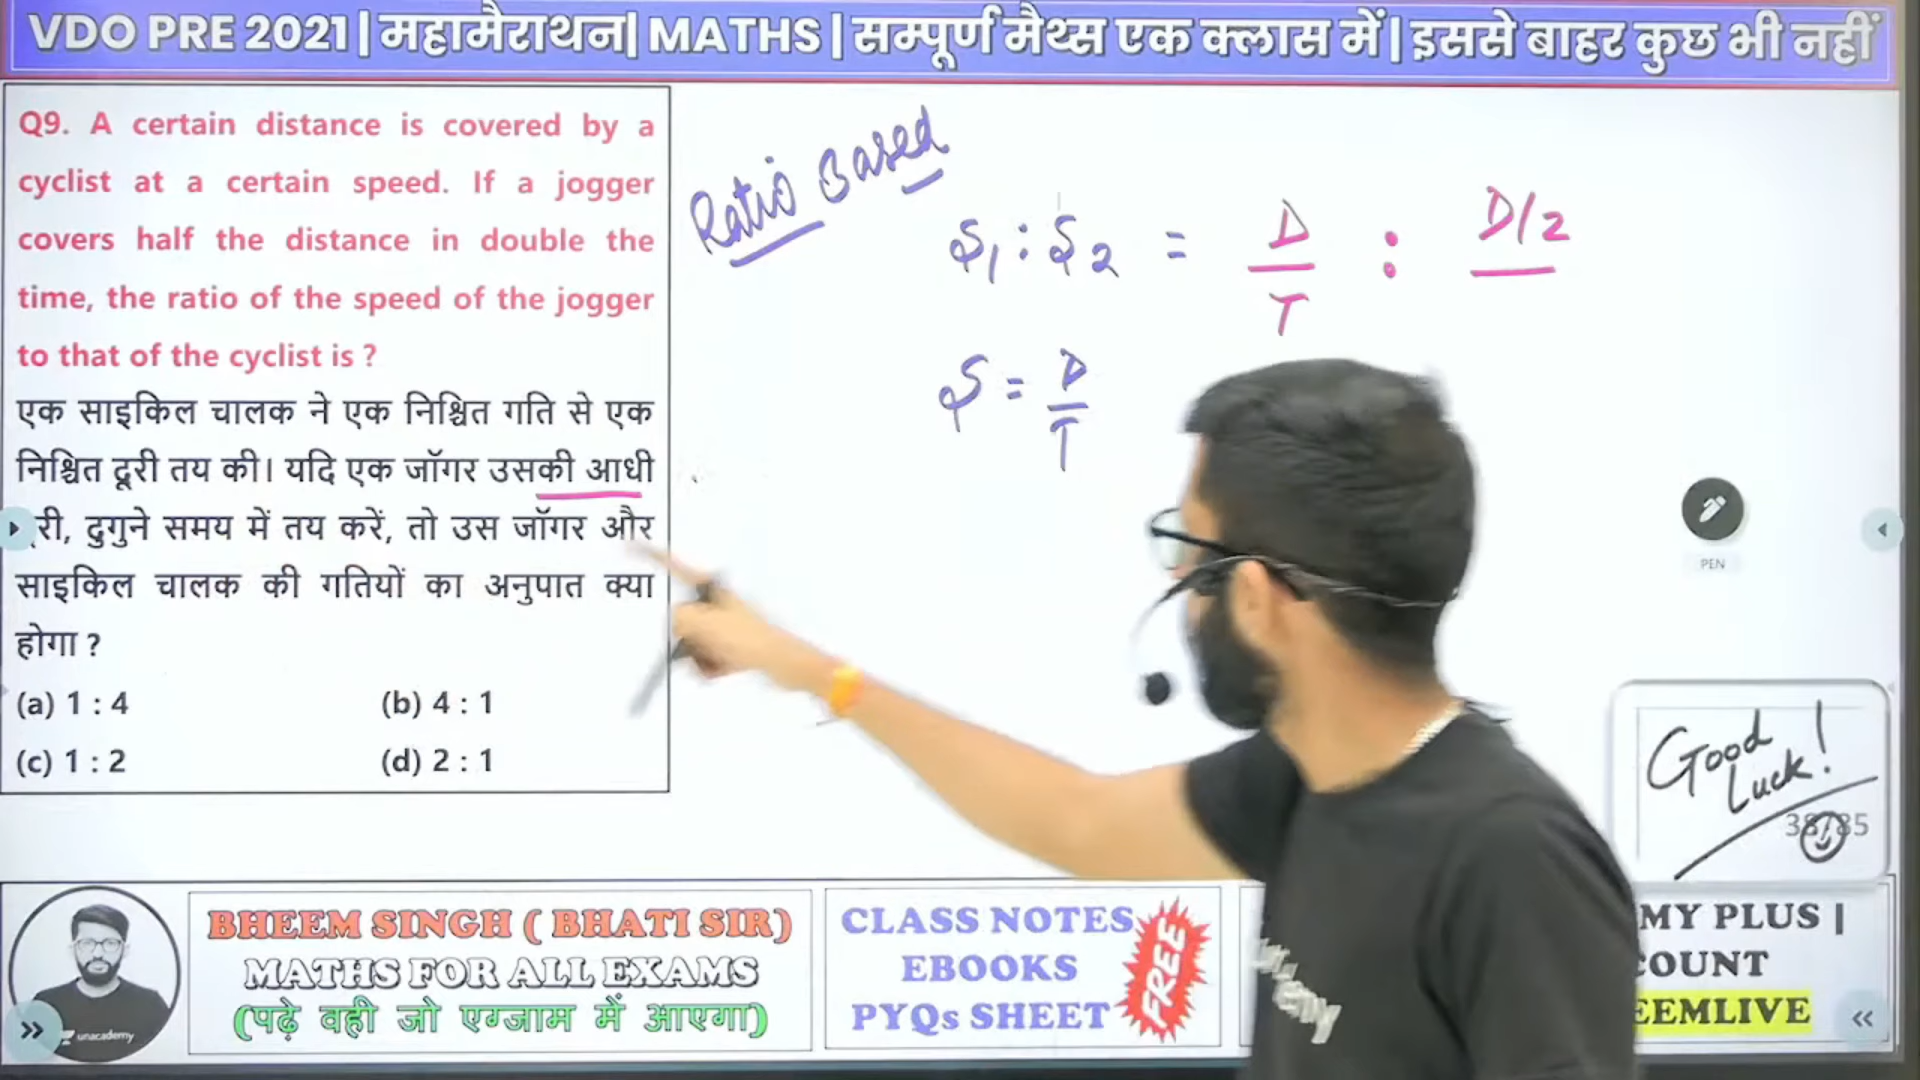 VDO PRE 2021 | महामैराथन| MATHS | सम्पूर्ण मैथ्स एक क्लास में| इससे बाहर कुछ भी नहीं
Q9. A certain distance is covered by a
cyclist at a certain speed. If a jogger
covers half the distance in double the
time, the ratio of the speed of the jogger
to that of the cyclist is ?
एक साइकिल चालक ने एक निश्चित गति से एक
निश्चित दूरी तय की। यदि एक जॉगर उसकी आधी
री, दुगुने समय में तय करें, तो उस जॉगर और
साइकिल चालक की गतियों का अनुपात क्या
होगा ?
(a) 1 : 4 (b) 4 : 1
(c) 1 : 2 (d) 2 : 1
Ratio Based
S₁ : S₂ = D/T : D/2
S = D/T
PEN
Good
Luck!
BHEEM SINGH ( BHATI SIR)
MATHS FOR ALL EXAMS
(पढ़े वही जो एग्जाम में आएगा)
unacademy
CLASS NOTES
EBOOKS
PYQs SHEET
FREE
MY PLUS |
COUNT
EEMLIVE